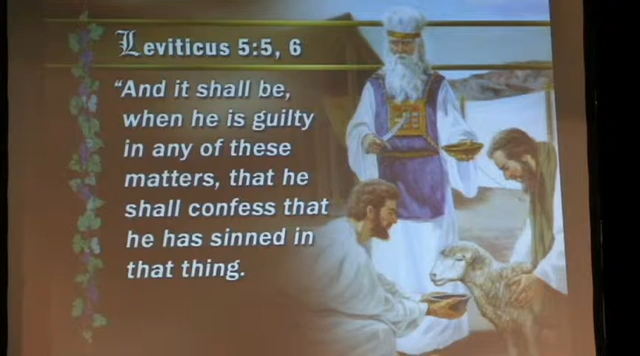 Leviticus 5:5, 6
“And it shall be,
when he is guilty
in any of these
matters, that he
shall confess that
he has sinned in
that thing.